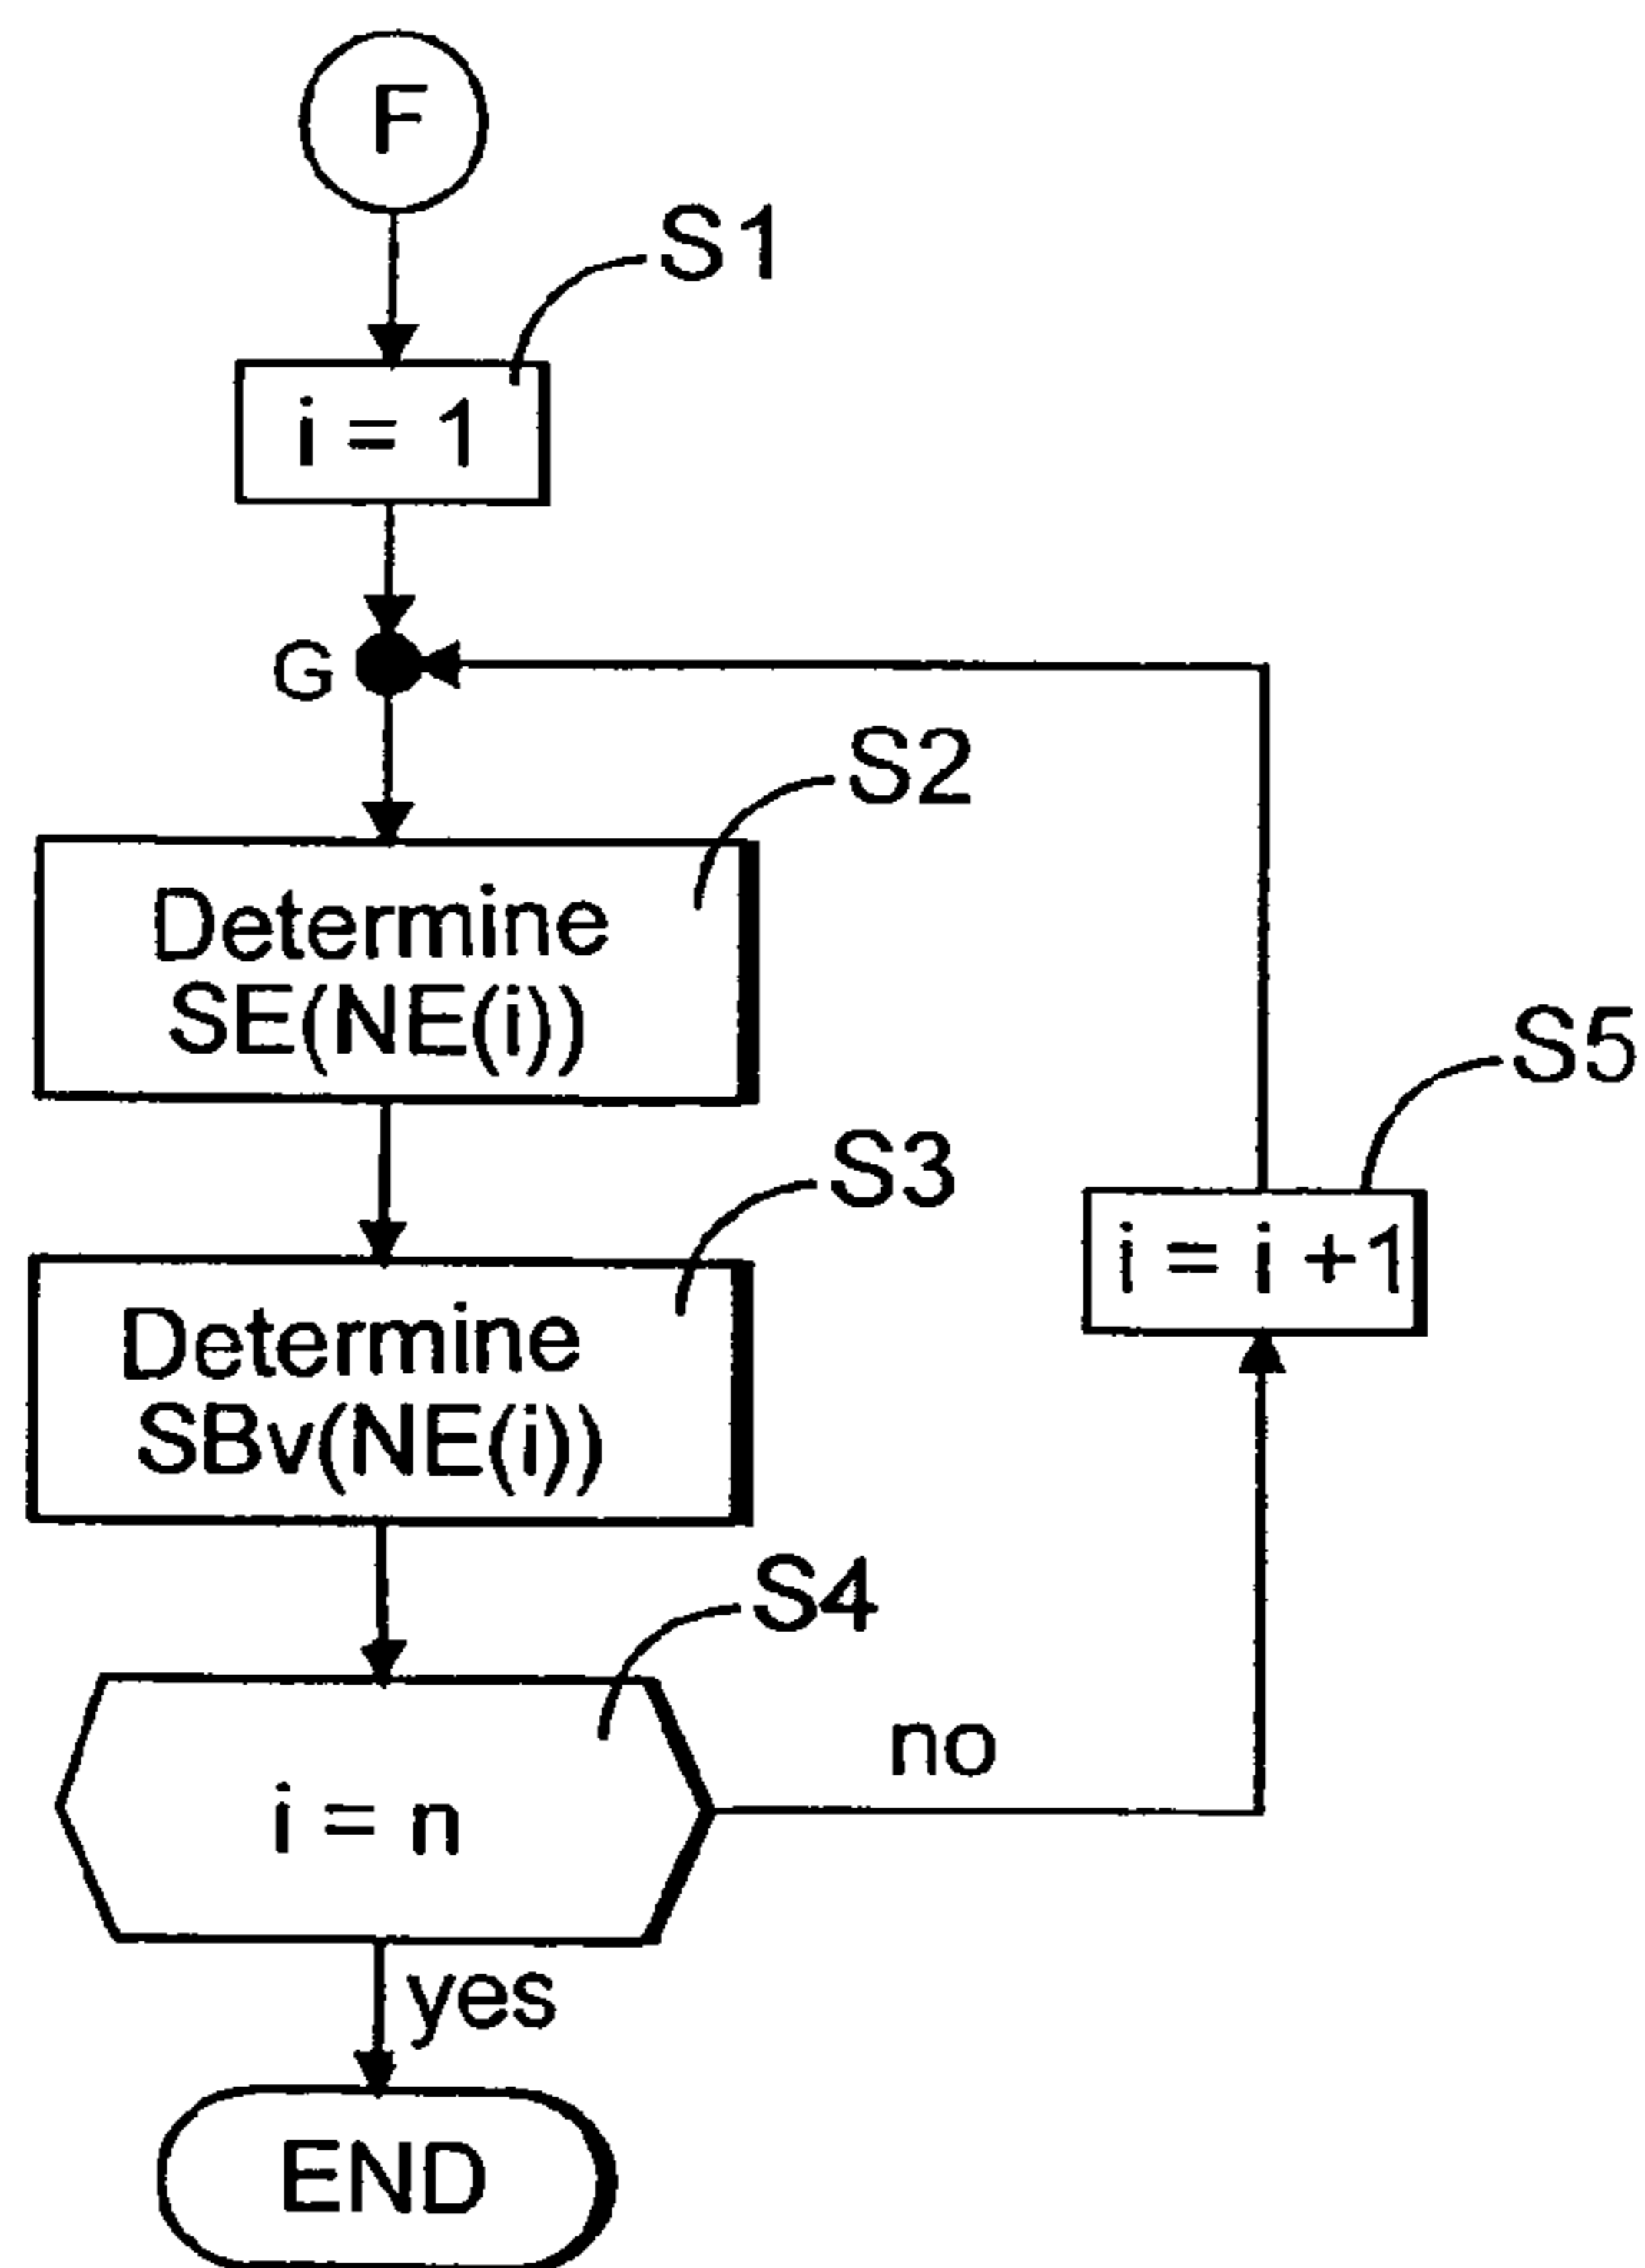 F
S1
i = 1
G
S2
Determine
SE(NE(i))
S5
S3
i = i +1
Determine
SBv(NE(i))
S4
no
i = n
yes
END